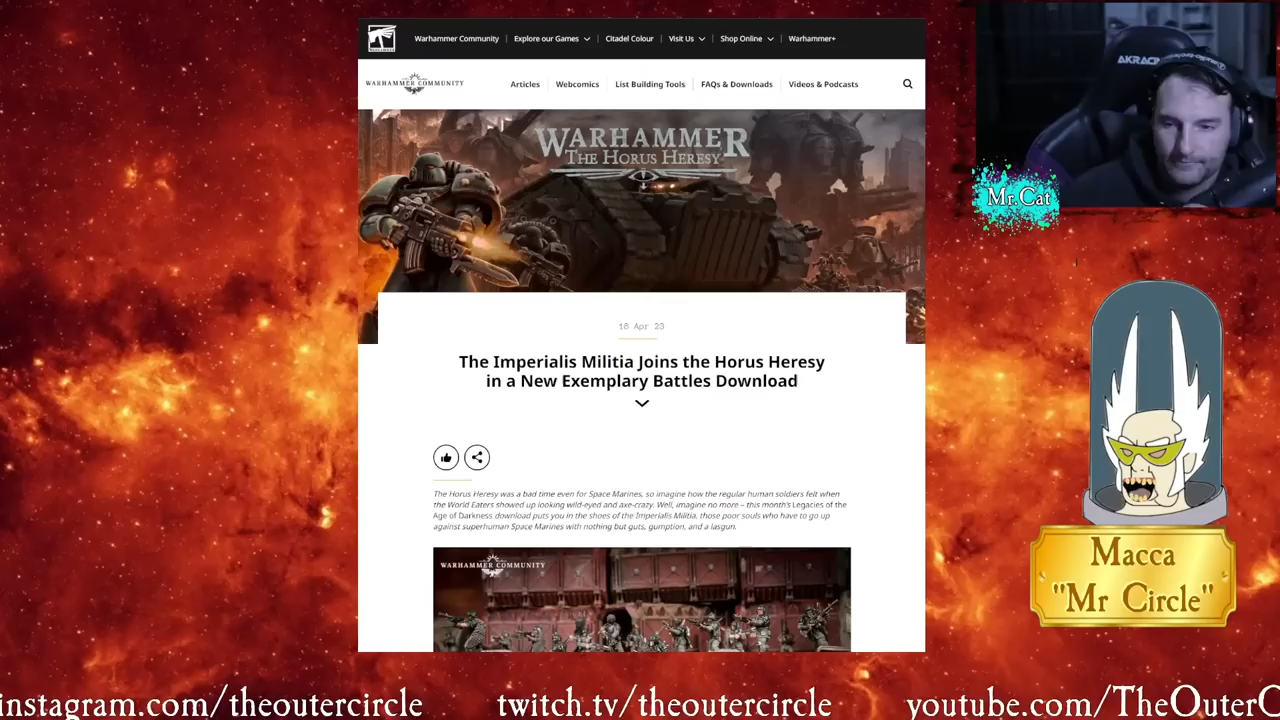 Warhammer Community
Explore our Games
Citadel Colour
Visit Us
Shop Online
Warhammer+
WARHAMMER COMMUNITY
Articles
Webcomics
List Building Tools
FAQs & Downloads
Videos & Podcasts
AKRACING
WARHAMMER
THE HORUS HERESY
Mr.Cat
18 Apr 23
The Imperialis Militia Joins the Horus Heresy
in a New Exemplary Battles Download
The Horus Heresy was a bad time even for Space Marines, so imagine how the regular human soldiers felt when
the World Eaters showed up looking wild-eyed and axe-crazy. Well, imagine no more – this month's Legacies of the
Age of Darkness download puts you in the shoes of the Imperialis Militia, those poor souls who have to go up
against superhuman Space Marines with nothing but guts, gumption, and a lasgun.
WARHAMMER COMMUNITY
Macca
"Mr Circle"
instagram.com/theoutercircle
twitch.tv/theoutercircle
youtube.com/TheOuterC